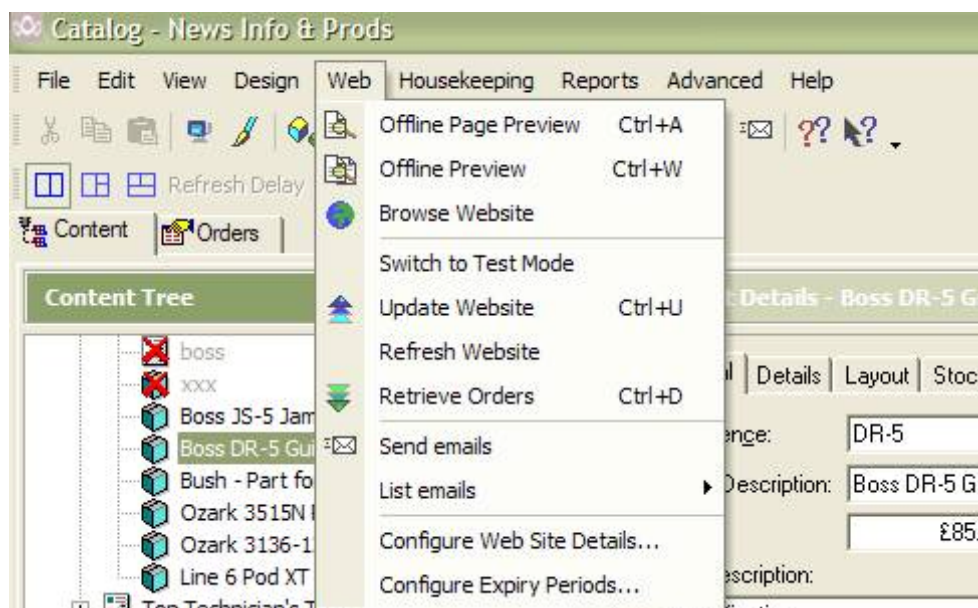 Catalog - News Info & Prods
File Edit View Design Web Housekeeping Reports Advanced Help
Refresh Delay
Content Orders
Offline Page Preview Ctrl+A
Offline Preview Ctrl+W
Browse Website
Switch to Test Mode
Update Website Ctrl+U
Refresh Website
Retrieve Orders Ctrl+D
Send emails
List emails
Configure Web Site Details...
Configure Expiry Periods...
Content Tree
boss
xxx
Boss JS-5 Jam
Boss DR-5 Gui
Bush - Part fo
Ozark 3515N
Ozark 3136-1
Line 6 Pod XT
Details - Boss DR-5 G
Details Layout Stoc
ence: DR-5
Description: Boss DR-5 G
£85.
escription: